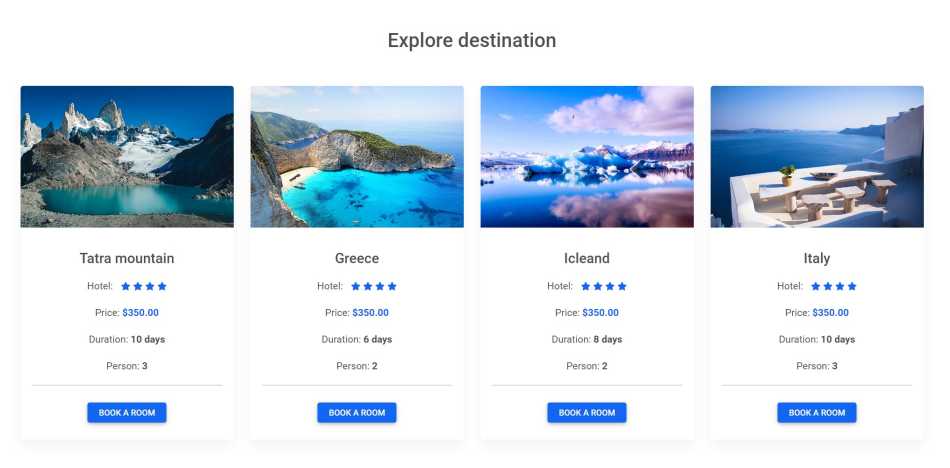 Explore destination
Tatra mountain
Hotel:
Price: $350.00
Duration: 10 days
Person: 3
BOOK A ROOM
Greece
Hotel:
Price: $350.00
Duration: 6 days
Person: 2
BOOK A ROOM
Icleand
Hotel:
Price: $350.00
Duration: 8 days
Person: 2
BOOK A ROOM
Italy
Hotel:
Price: $350.00
Duration: 10 days
Person: 3
BOOK A ROOM